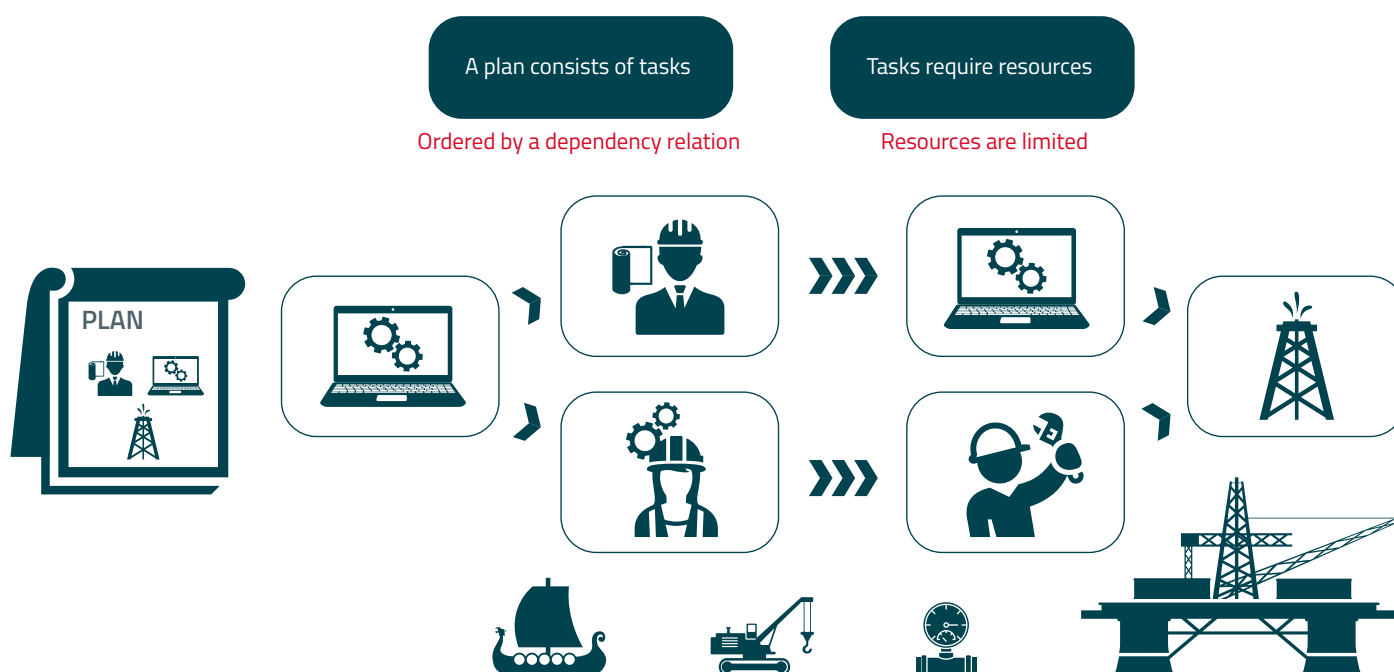 A plan consists of tasks
Tasks require resources
Ordered by a dependency relation
Resources are limited
PLAN